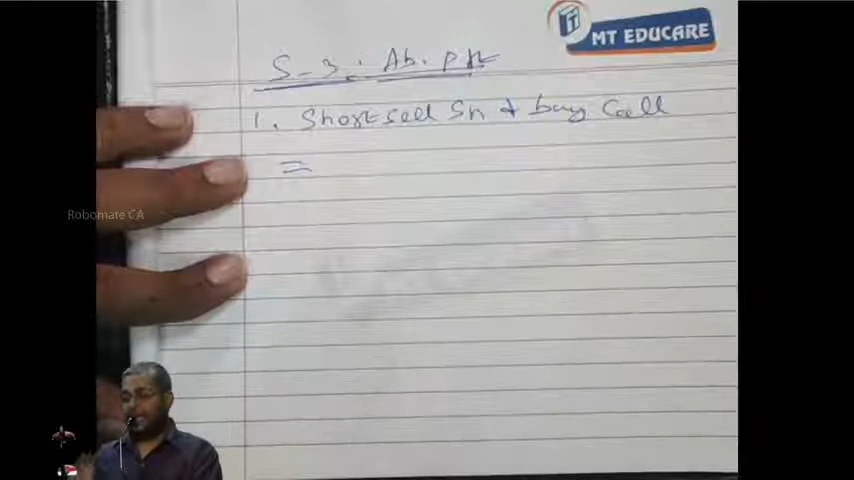 MT EDUCARE
S-3 : Ab. Pft
1. Shortsell Sh & buy Call
=
Robomate CA